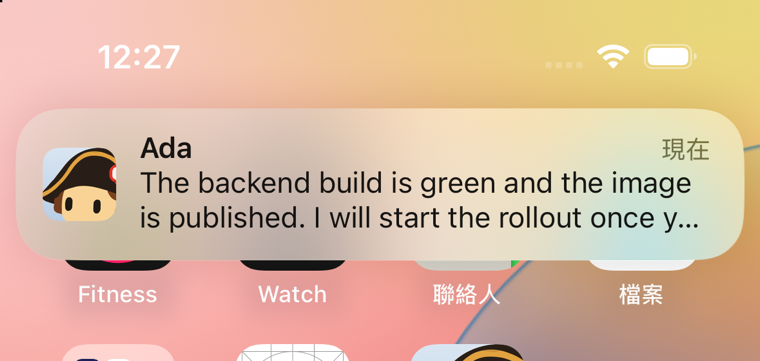 12:27
Ada
現在
The backend build is green and the image
is published. I will start the rollout once y...
Fitness
Watch
聯絡人
檔案